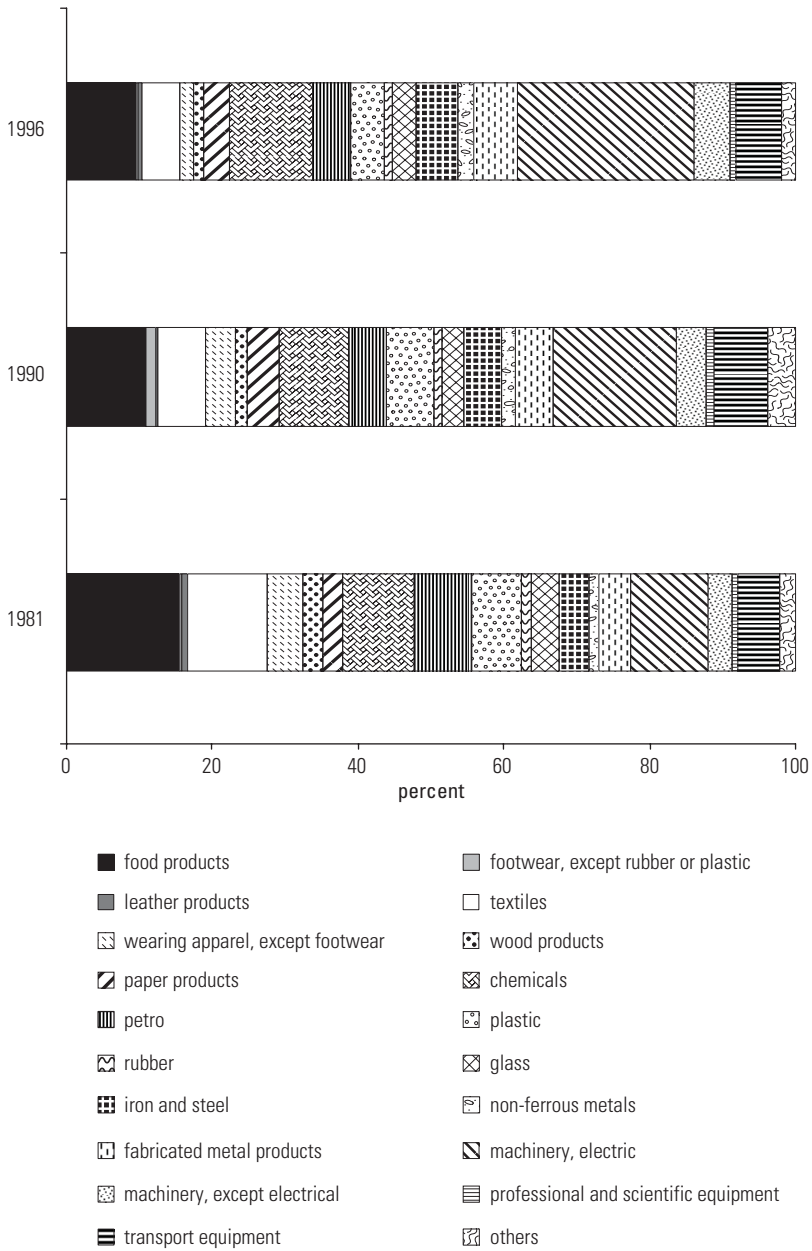 1996
1990
1981
0 20 40 60 80 100
percent
food products
footwear, except rubber or plastic
leather products
textiles
wearing apparel, except footwear
wood products
paper products
chemicals
petro
plastic
rubber
glass
iron and steel
non-ferrous metals
fabricated metal products
machinery, electric
machinery, except electrical
professional and scientific equipment
transport equipment
others